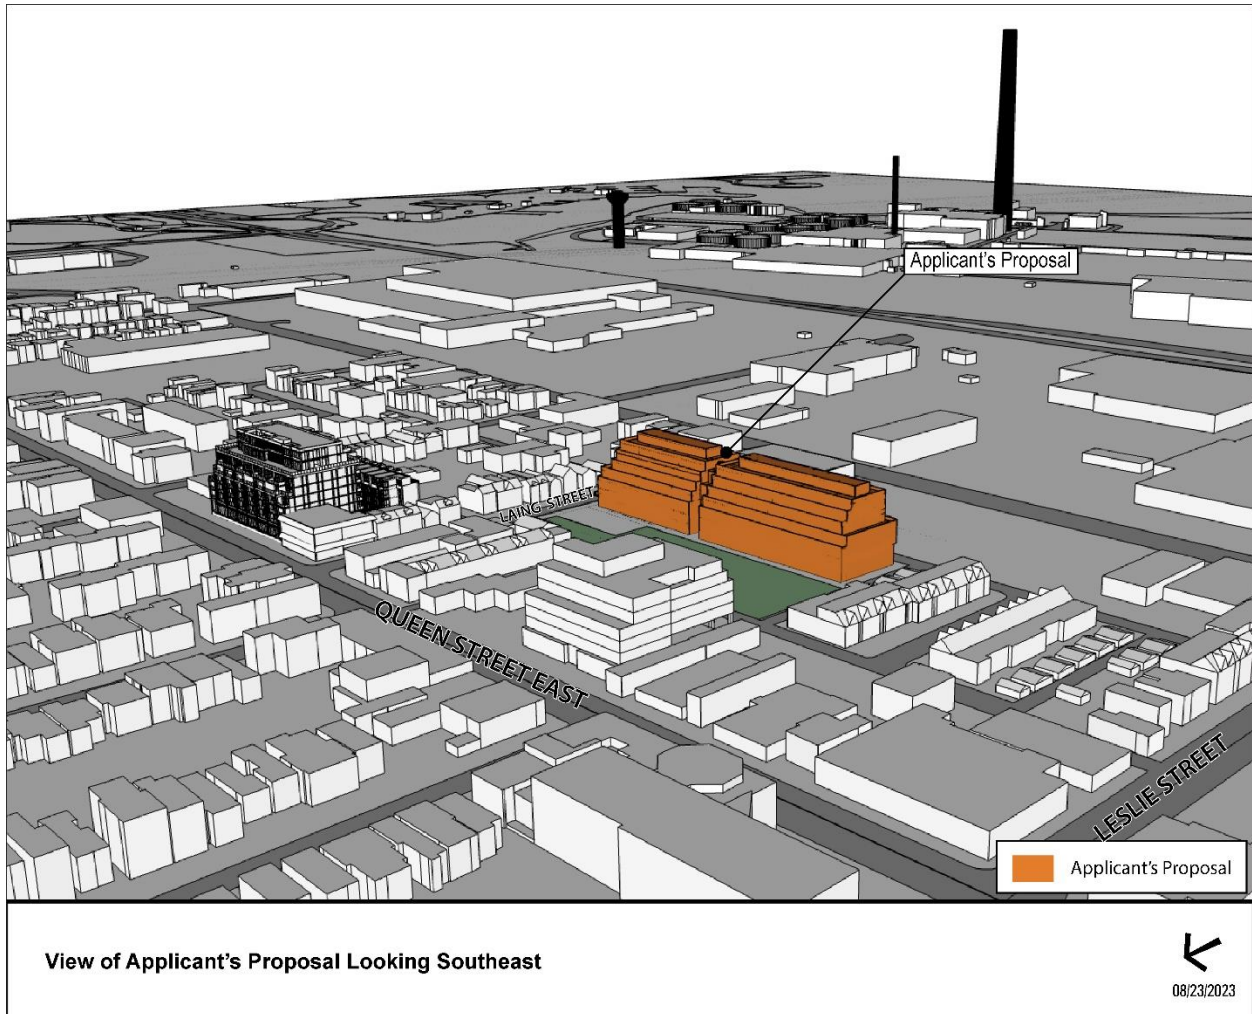 Applicant's Proposal
LAING STREET
QUEEN STREET EAST
LESLIE STREET
Applicant's Proposal
View of Applicant's Proposal Looking Southeast
08/23/2023